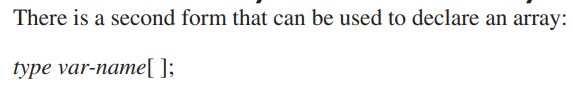 There is a second form that can be used to declare an array:
type var-name[ ];